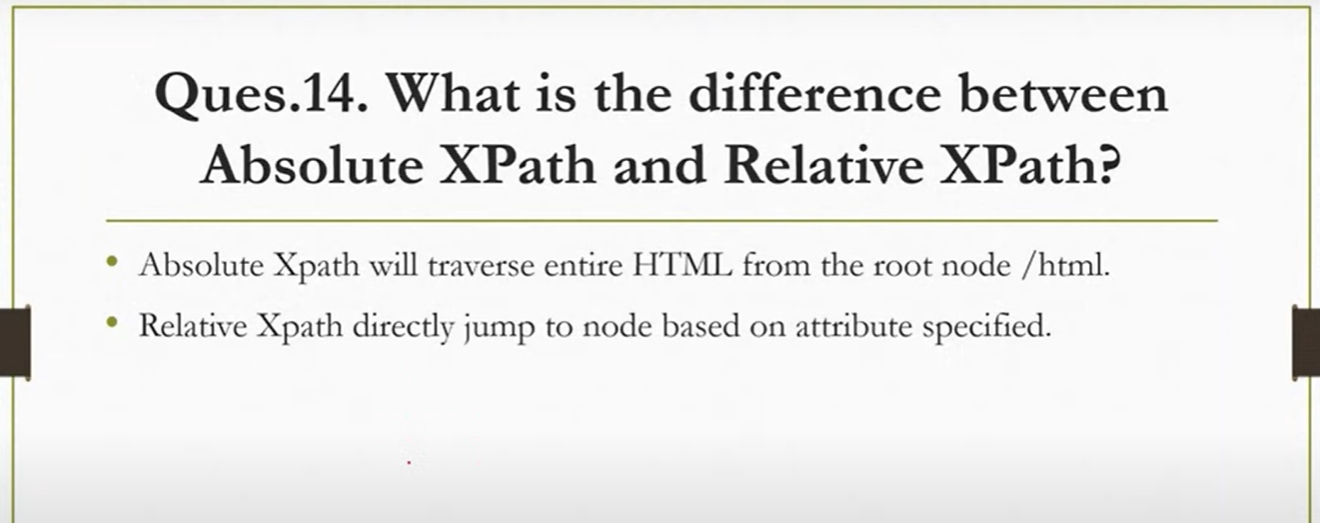 Ques.14. What is the difference between
Absolute XPath and Relative XPath?
• Absolute Xpath will traverse entire HTML from the root node /html.
• Relative Xpath directly jump to node based on attribute specified.